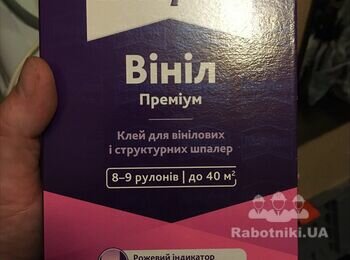 Вініл
Преміум
Клей для вінілових
і структурних шпалер
8–9 рулонів | до 40 м²
Рожевий індикатор
Rabotniki.UA